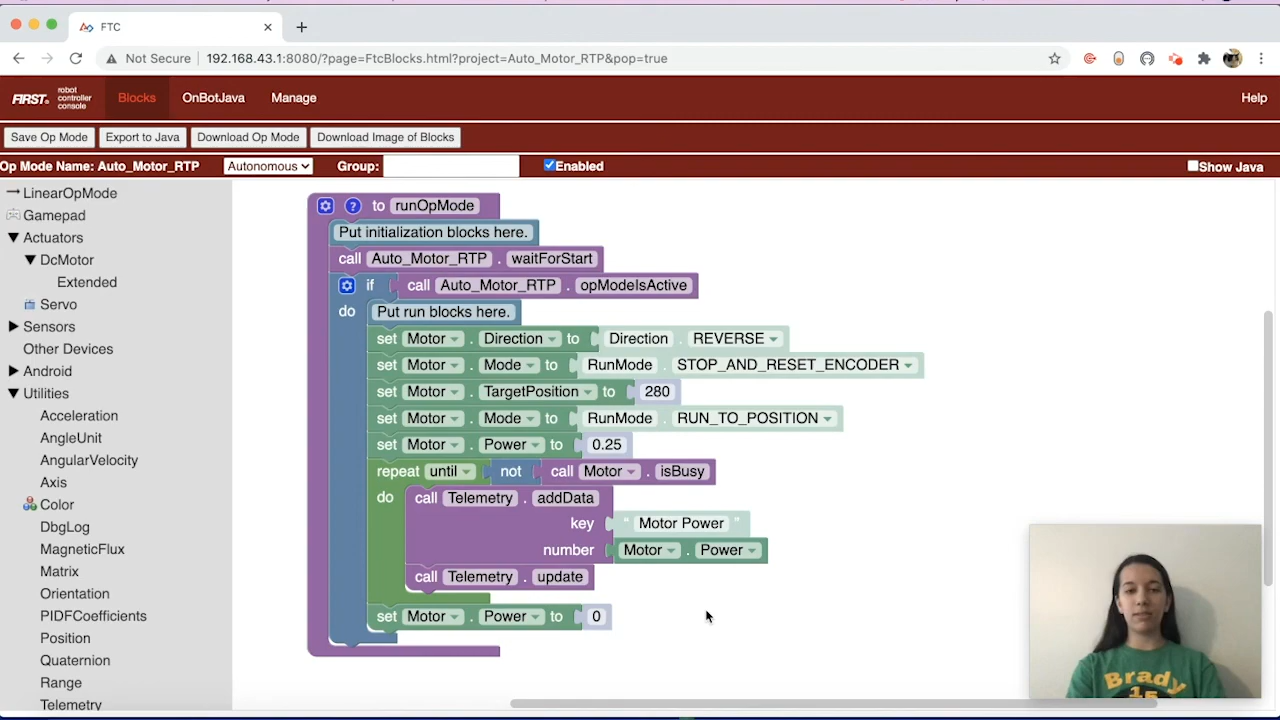 FTC
Not Secure 192.168.43.1:8080/?page=FtcBlocks.html?project=Auto_Motor_RTP&pop=true
FIRST. robot controller console Blocks OnBotJava Manage Help
Save Op Mode Export to Java Download Op Mode Download Image of Blocks
Op Mode Name: Auto_Motor_RTP Autonomous Group: Enabled Show Java
LinearOpMode
Gamepad
Actuators
DcMotor
Extended
Servo
Sensors
Other Devices
Android
Utilities
Acceleration
AngleUnit
AngularVelocity
Axis
Color
DbgLog
MagneticFlux
Matrix
Orientation
PIDFCoefficients
Position
Quaternion
Range
Telemetry
? to runOpMode
Put initialization blocks here.
call Auto_Motor_RTP . waitForStart
if call Auto_Motor_RTP . opModeIsActive
do Put run blocks here.
set Motor . Direction to Direction . REVERSE
set Motor . Mode to RunMode . STOP_AND_RESET_ENCODER
set Motor . TargetPosition to 280
set Motor . Mode to RunMode . RUN_TO_POSITION
set Motor . Power to 0.25
repeat until not call Motor . isBusy
do call Telemetry . addData
key “ Motor Power ”
number Motor . Power
call Telemetry . update
set Motor . Power to 0
Brady
15